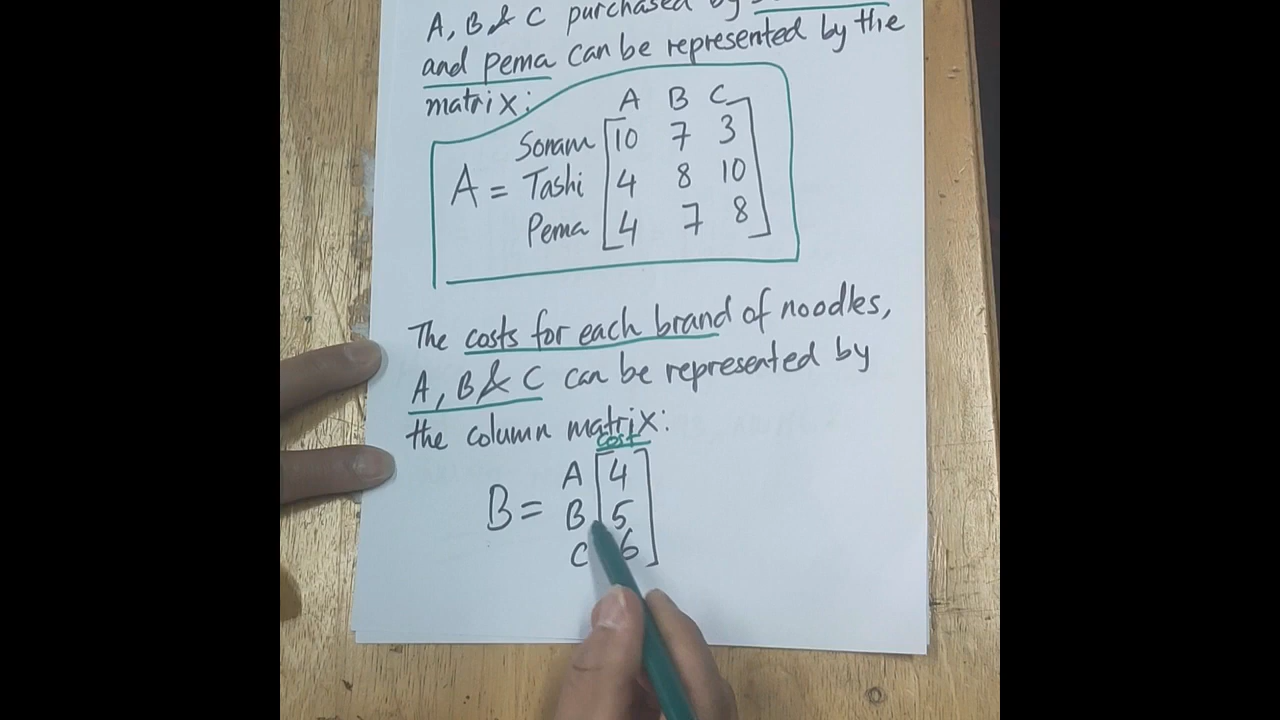 A, B & C purchased by
and pema can be represented by the
matrix:
A B C
Sonam 10 7 3
A = Tashi 4 8 10
Pema 4 7 8
The costs for each brand of noodles,
A, B & C can be represented by
the column matrix:
cost
A 4
B = B 5
C 6